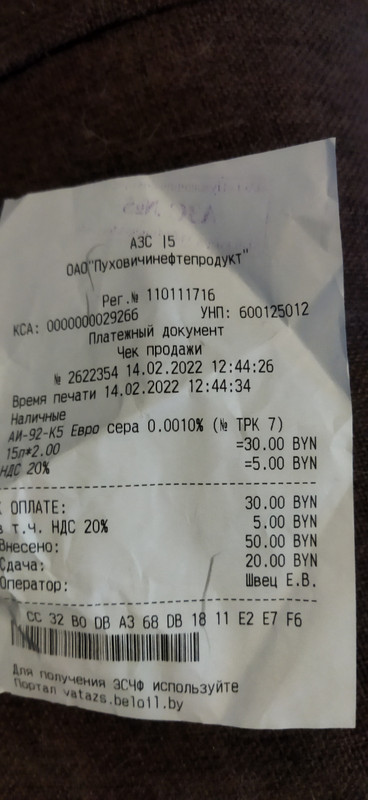 АЗС №5
АЗС 15
ОАО"Пуховичинефтепродукт"
Рег.№ 110111716
КСА: 0000000029266 УНП: 600125012
Платежный документ
Чек продажи
№ 2622354 14.02.2022 12:44:26
Время печати 14.02.2022 12:44:34
Наличные
АИ-92-К5 Евро сера 0.0010% (№ ТРК 7)
15л*2.00 =30.00 BYN
НДС 20% =5.00 BYN
К ОПЛАТЕ: 30.00 BYN
в т.ч. НДС 20% 5.00 BYN
Внесено: 50.00 BYN
Сдача: 20.00 BYN
Оператор: Швец Е.В.
CC 32 B0 DB A3 68 DB 18 11 E2 E7 F6
Для получения ЭСЧФ используйте
Портал vatazs.beloil.by